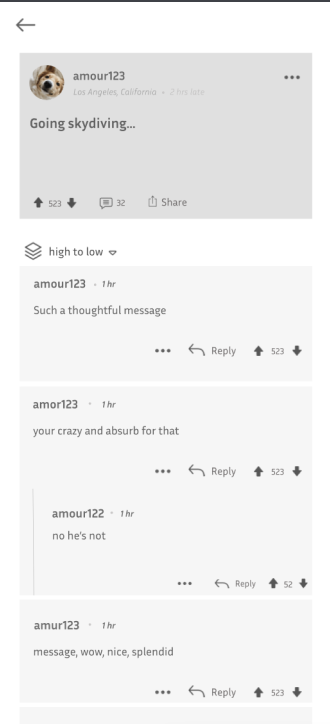 amour123
Los Angeles, California • 2 hrs late
Going skydiving...
523
32
Share
high to low
amour123 • 1 hr
Such a thoughtful message
Reply
523
amor123 • 1 hr
your crazy and absurb for that
Reply
523
amour122 • 1 hr
no he's not
Reply
52
amur123 • 1 hr
message, wow, nice, splendid
Reply
523